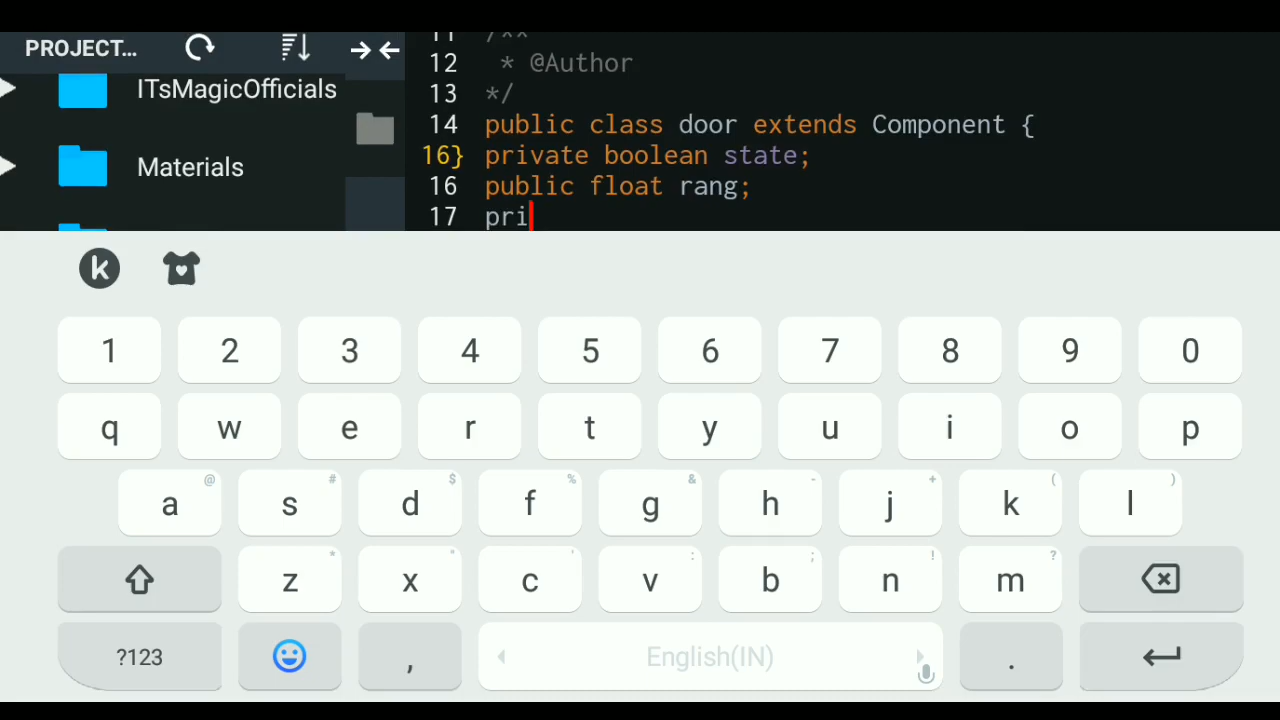 PROJECT...
ITsMagicOfficials
Materials
11 /**
12 * @Author
13 */
14 public class door extends Component {
16} private boolean state;
16 public float rang;
17 pri
k
1 2 3 4 5 6 7 8 9 0
q w e r t y u i o p
@ # $ % & - + ( )
a s d f g h j k l
* " ' : ; ! ?
z x c v b n m
?123 , English(IN) .